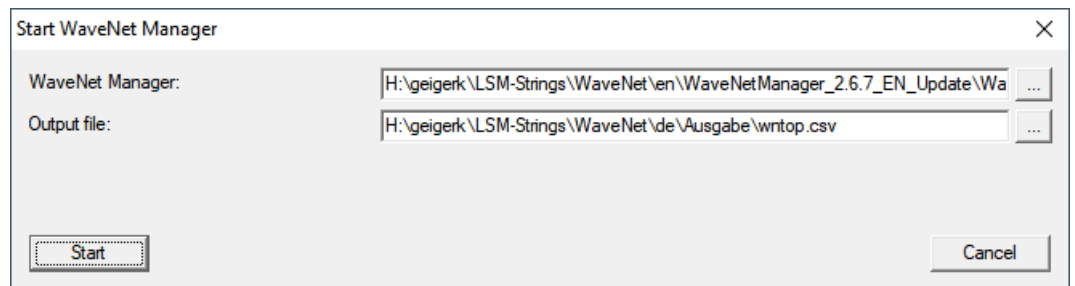 Start WaveNet Manager
WaveNet Manager: H:\geigerk\LSM-Strings\WaveNet\en\WaveNetManager_2.6.7_EN_Update\Wa ...
Output file: H:\geigerk\LSM-Strings\WaveNet\de\Ausgabe\wntop.csv ...
Start Cancel